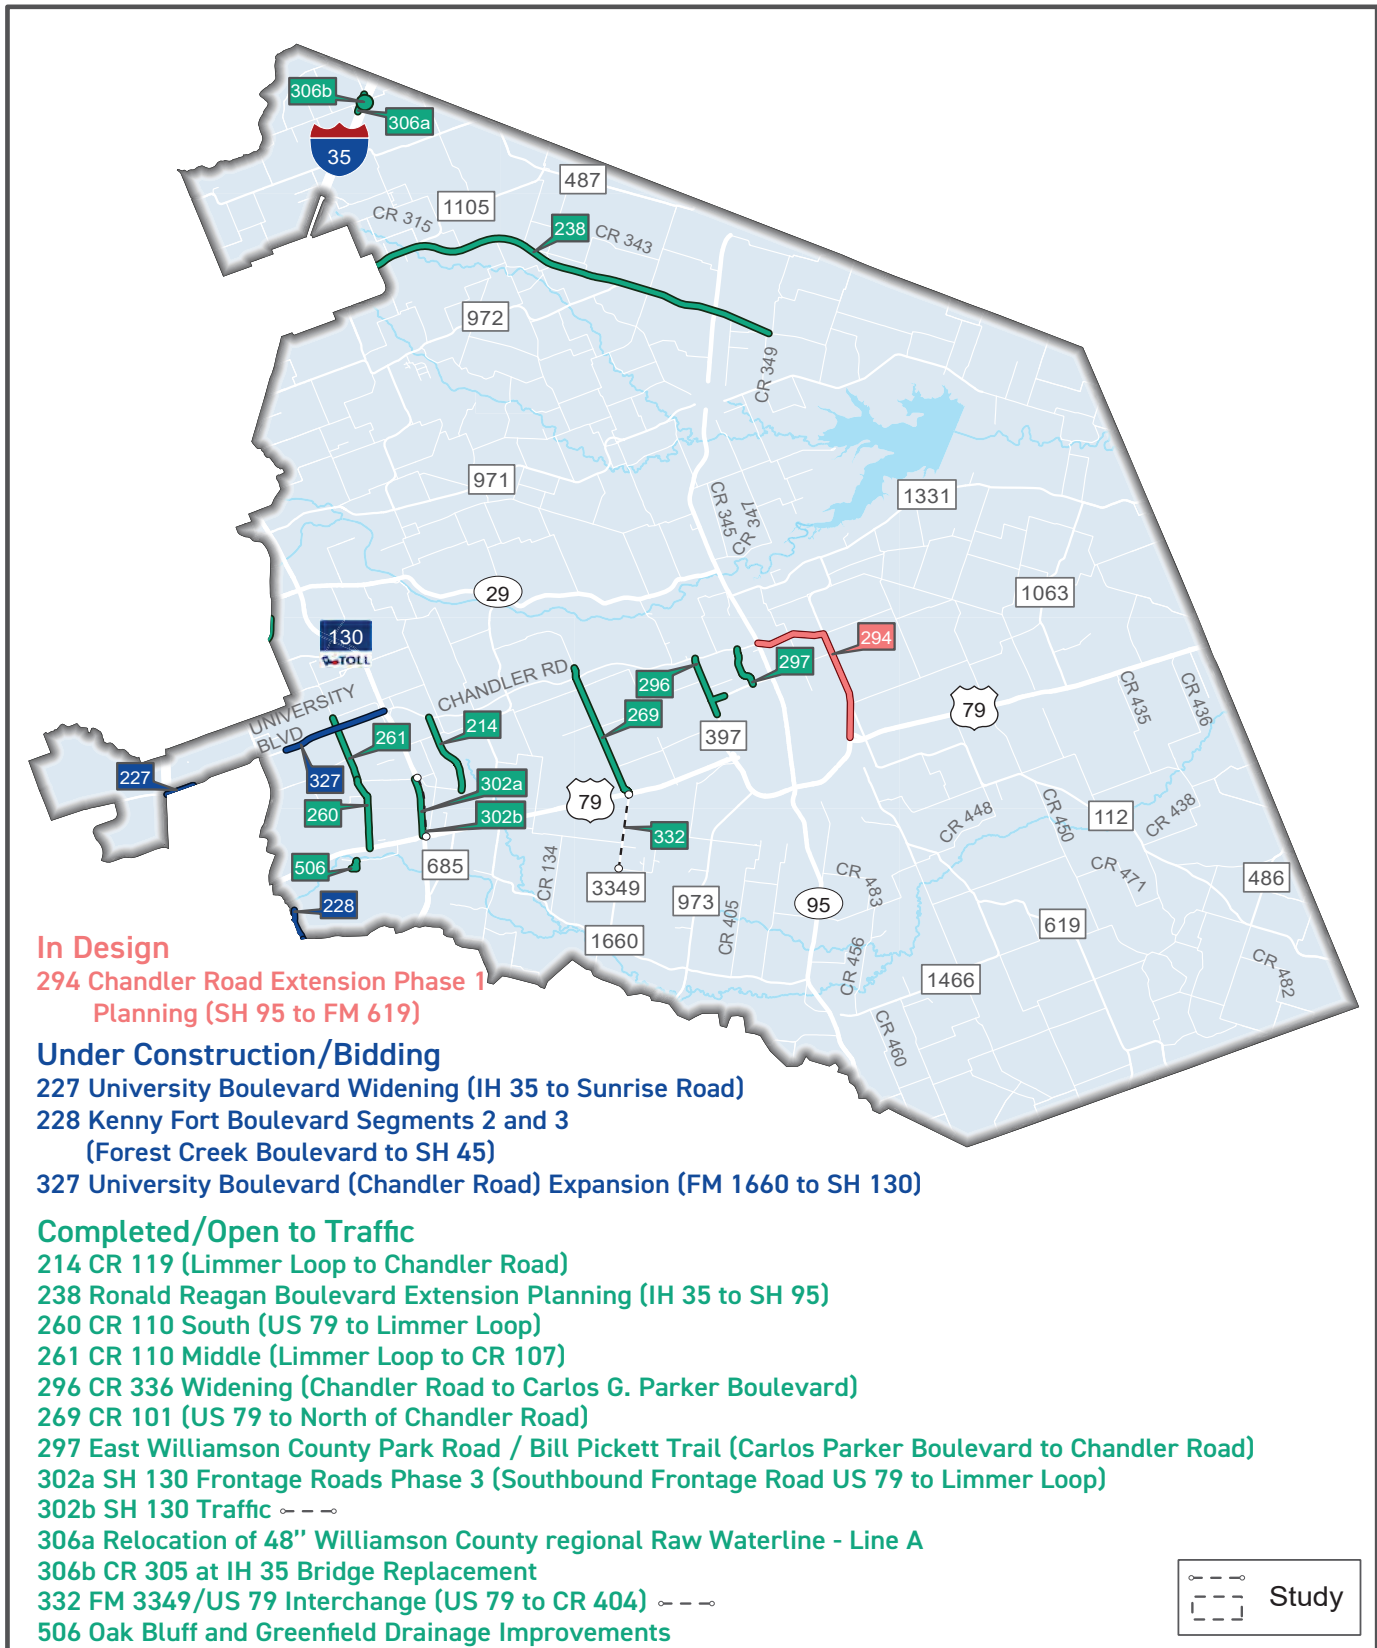 306b
306a
35
487
1105
CR 315
238
CR 343
972
CR 349
971
CR 345
CR 347
1331
29
1063
130
TOLL
294
297
296
CHANDLER RD
UNIVERSITY
BLVD
214
269
397
79
CR 435
CR 436
261
227
327
302a
79
260
302b
332
CR 448
CR 450
112
CR 438
506
685
CR 134
3349
973
CR 405
CR 483
95
CR 471
486
228
1660
619
CR 456
1466
CR 482
CR 460
In Design
294 Chandler Road Extension Phase 1
Planning (SH 95 to FM 619)
Under Construction/Bidding
227 University Boulevard Widening (IH 35 to Sunrise Road)
228 Kenny Fort Boulevard Segments 2 and 3
(Forest Creek Boulevard to SH 45)
327 University Boulevard (Chandler Road) Expansion (FM 1660 to SH 130)
Completed/Open to Traffic
214 CR 119 (Limmer Loop to Chandler Road)
238 Ronald Reagan Boulevard Extension Planning (IH 35 to SH 95)
260 CR 110 South (US 79 to Limmer Loop)
261 CR 110 Middle (Limmer Loop to CR 107)
296 CR 336 Widening (Chandler Road to Carlos G. Parker Boulevard)
269 CR 101 (US 79 to North of Chandler Road)
297 East Williamson County Park Road / Bill Pickett Trail (Carlos Parker Boulevard to Chandler Road)
302a SH 130 Frontage Roads Phase 3 (Southbound Frontage Road US 79 to Limmer Loop)
302b SH 130 Traffic
306a Relocation of 48'' Williamson County regional Raw Waterline - Line A
306b CR 305 at IH 35 Bridge Replacement
332 FM 3349/US 79 Interchange (US 79 to CR 404)
506 Oak Bluff and Greenfield Drainage Improvements
Study